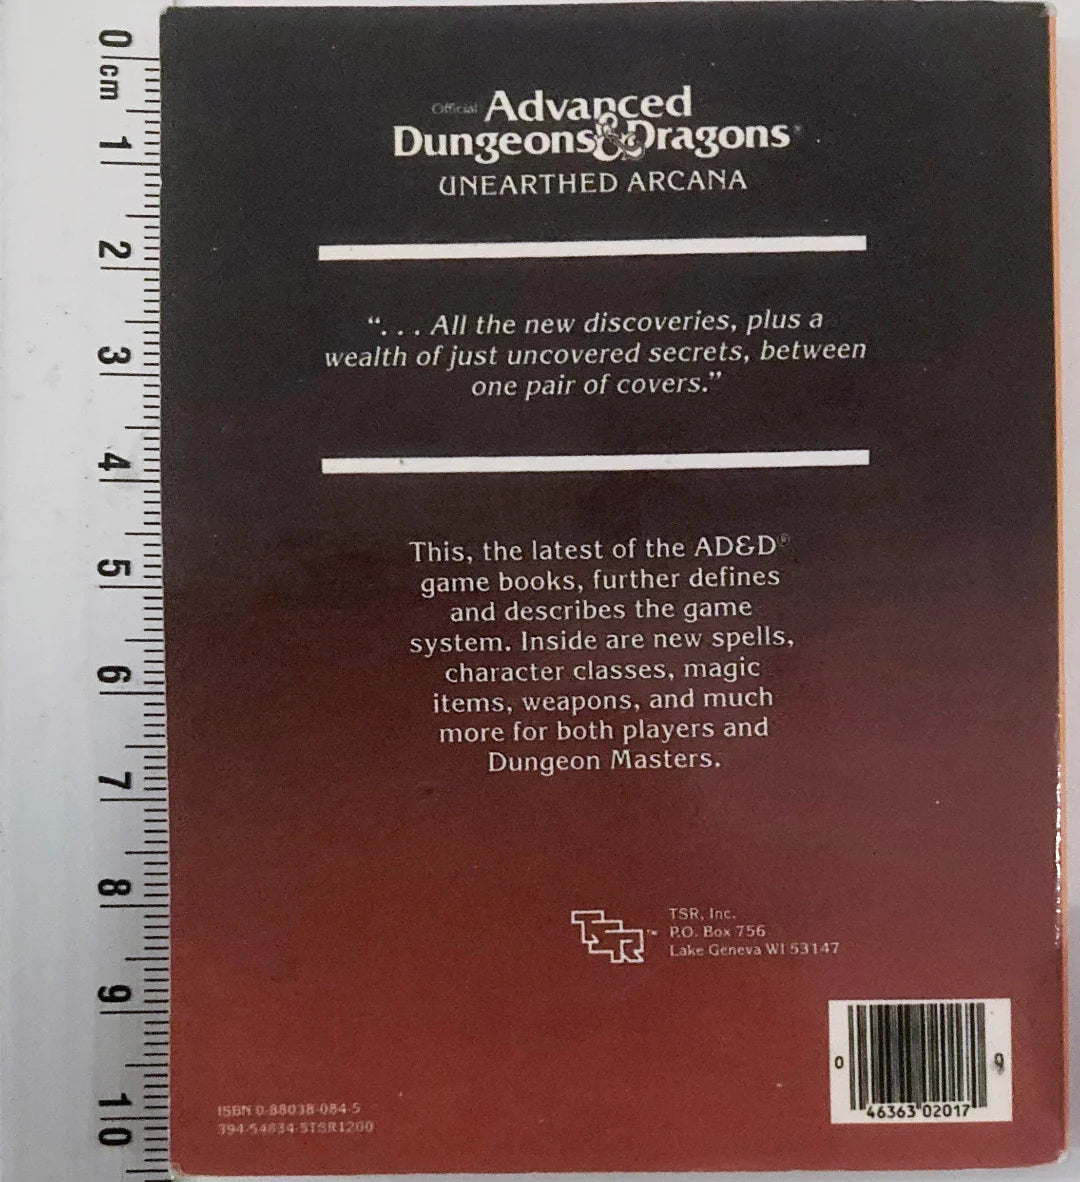 0 cm
1
2
3
4
5
6
7
8
9
10
Official Advanced
Dungeons & Dragons®
UNEARTHED ARCANA
“. . . All the new discoveries, plus a
wealth of just uncovered secrets, between
one pair of covers.”
This, the latest of the AD&D®
game books, further defines
and describes the game
system. Inside are new spells,
character classes, magic
items, weapons, and much
more for both players and
Dungeon Masters.
TSR™
TSR, Inc.
P.O. Box 756
Lake Geneva WI 53147
ISBN 0-88038-084-5
394-54834-5TSR1200
0 46363 02017 9